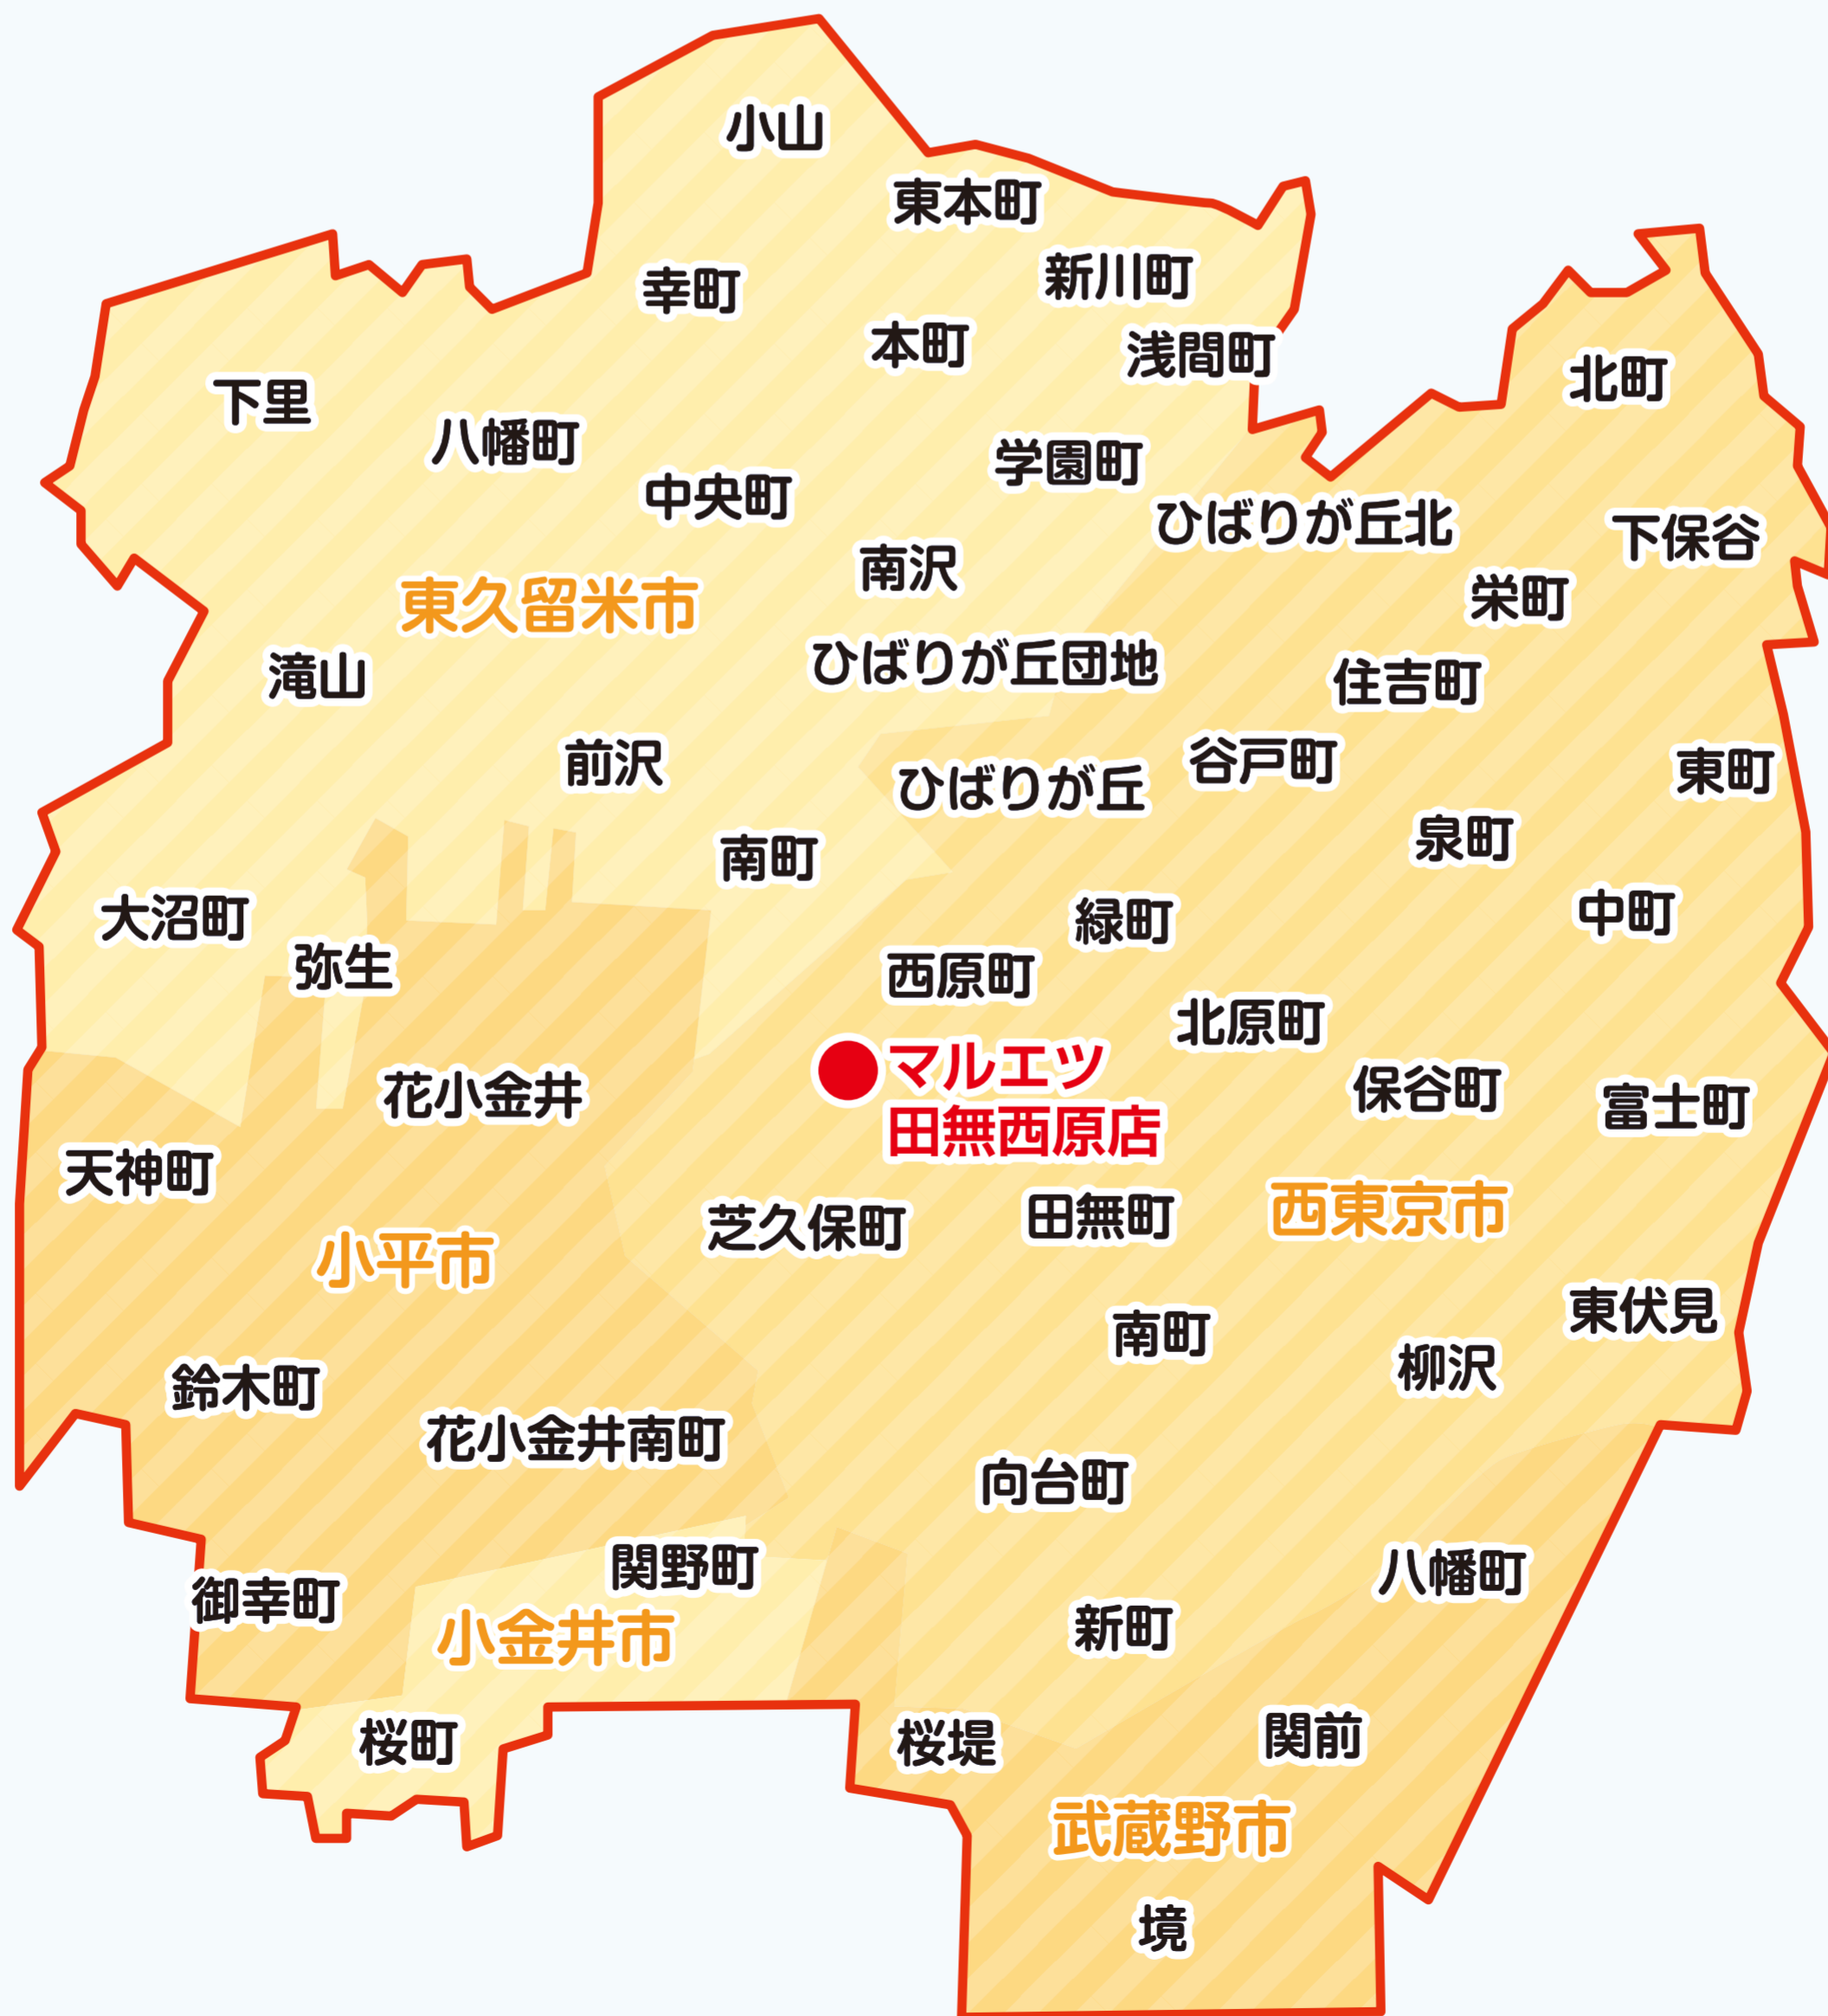 小山
東本町
幸町
新川町
本町
浅間町
北町
下里
八幡町
学園町
中央町
ひばりが丘北
下保谷
南沢
東久留米市
栄町
滝山
ひばりが丘団地
住吉町
前沢
谷戸町
東町
ひばりが丘
南町
泉町
大沼町
緑町
中町
弥生
西原町
北原町
マルエツ
田無西原店
花小金井
保谷町
富士町
天神町
芝久保町
田無町
西東京市
小平市
東伏見
南町
柳沢
鈴木町
花小金井南町
向台町
関野町
八幡町
御幸町
小金井市
新町
桜町
桜堤
関前
武蔵野市
境